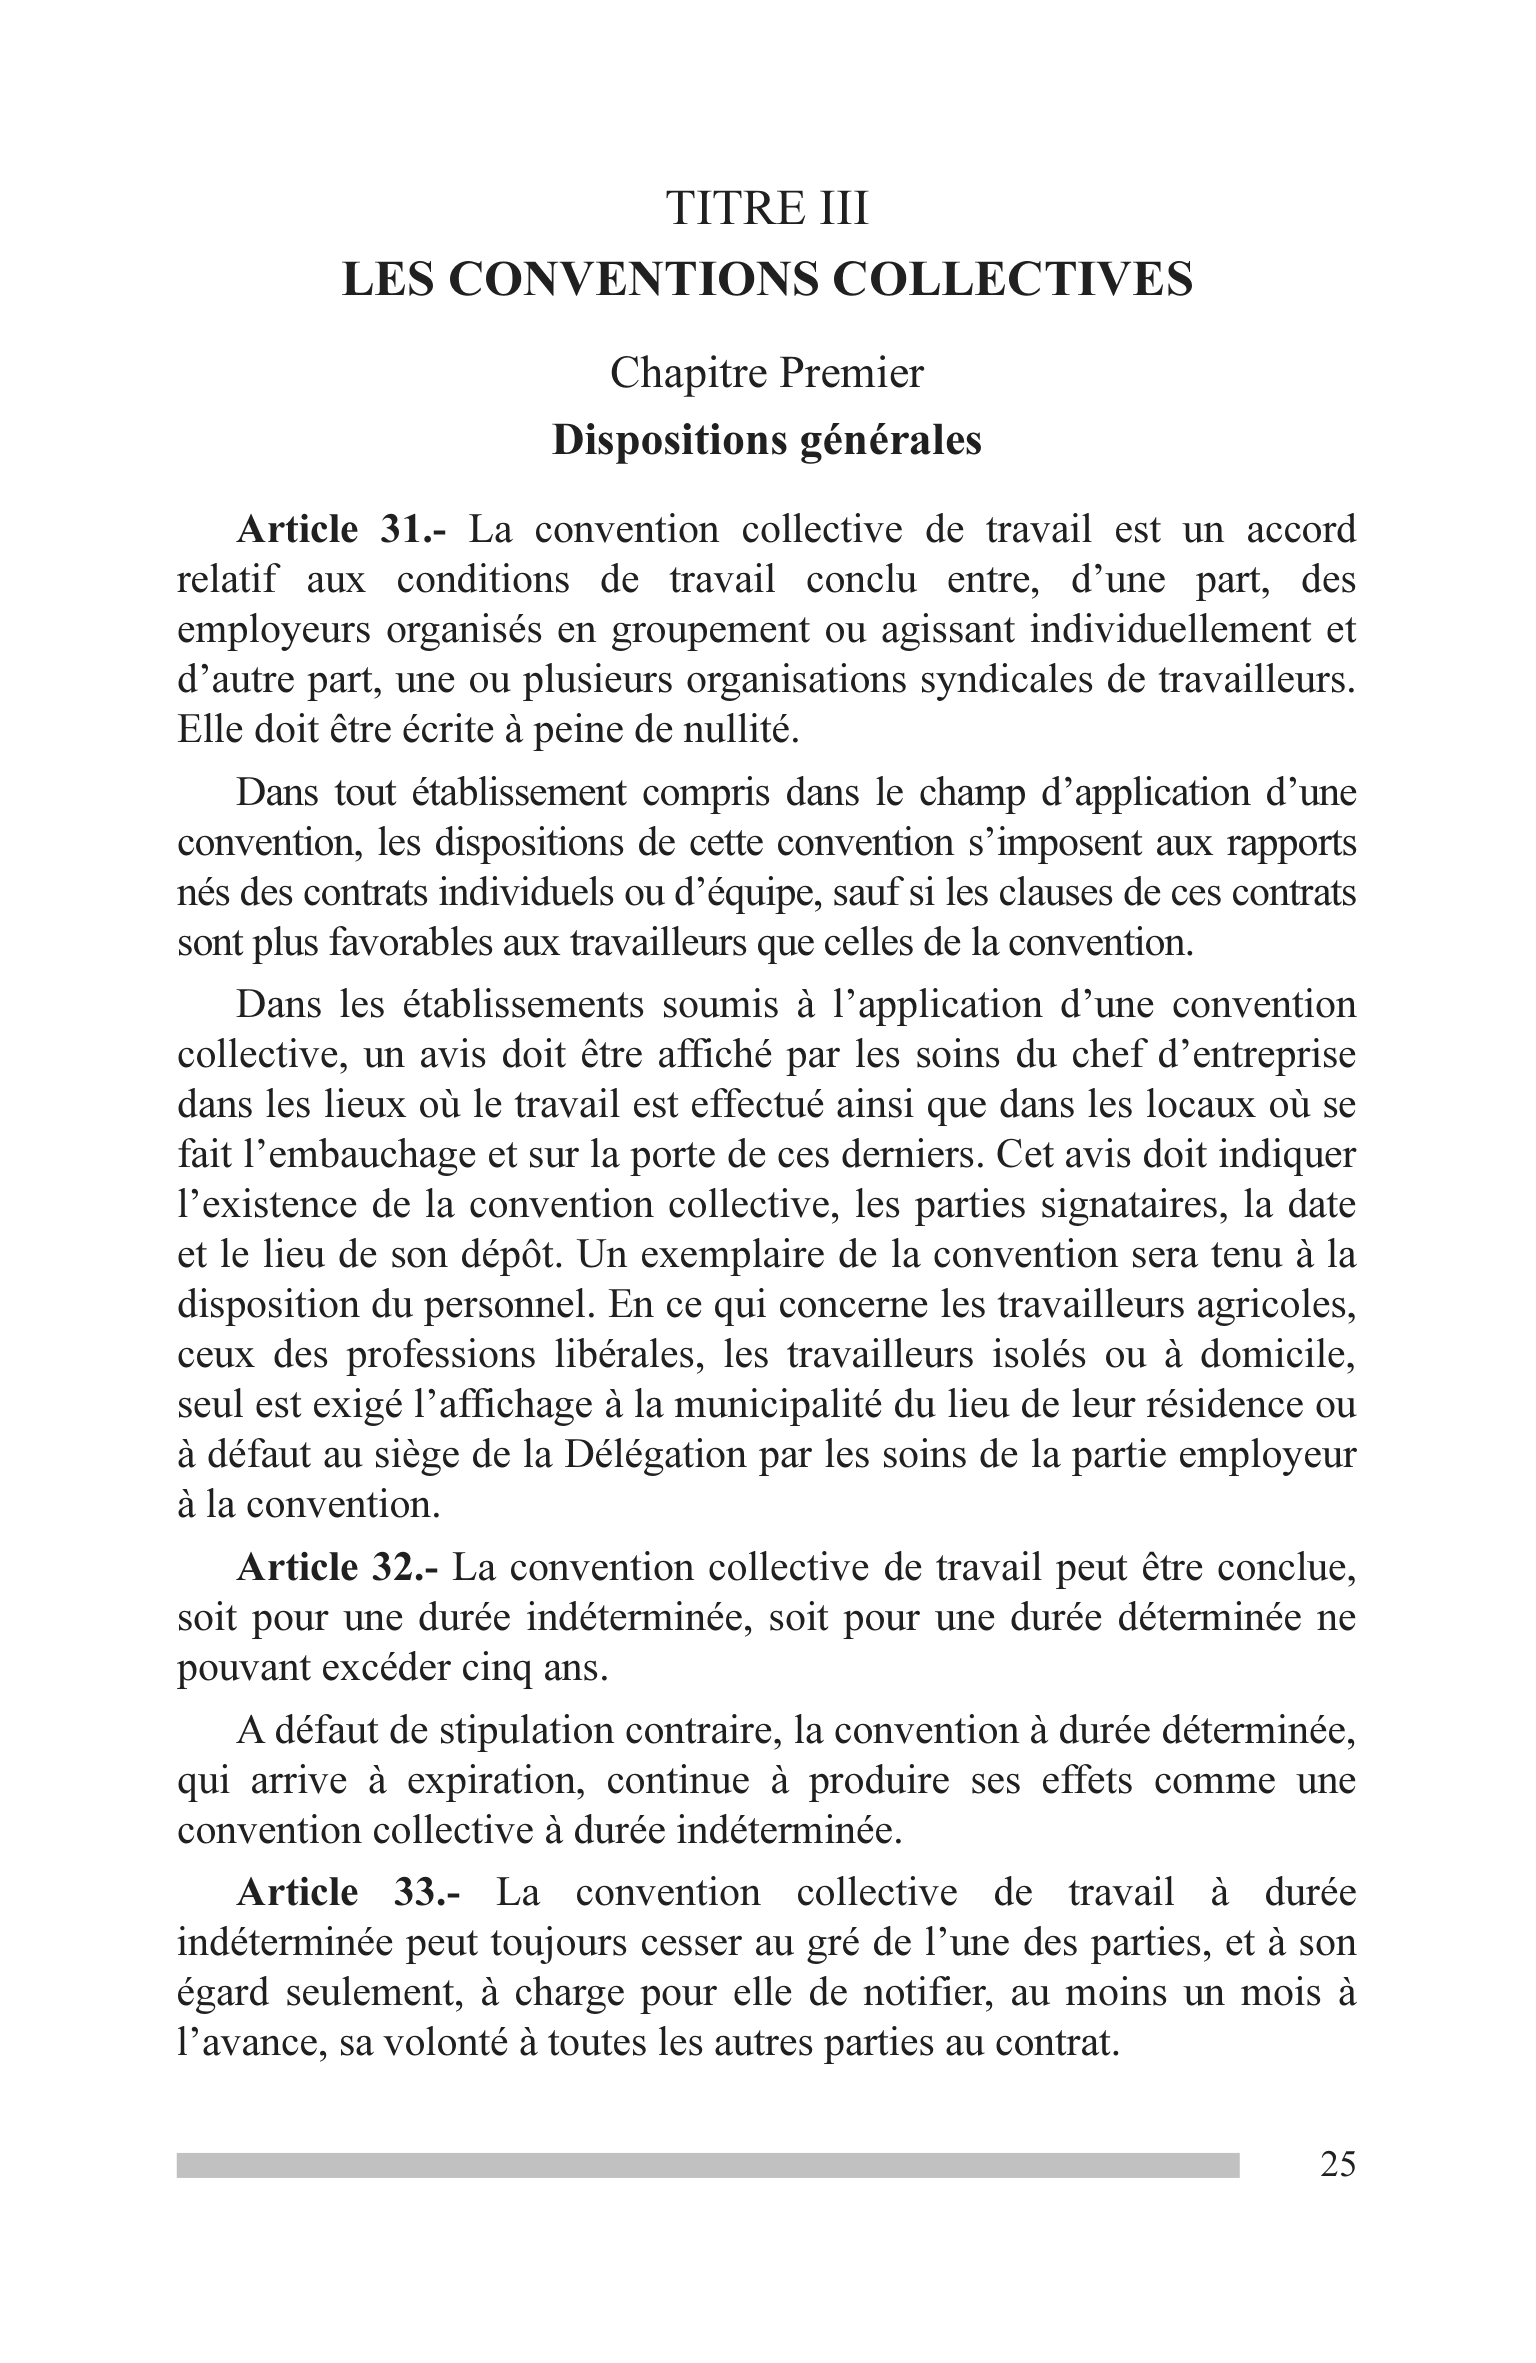 TITRE III
LES CONVENTIONS COLLECTIVES
Chapitre Premier
Dispositions générales
Article 31.- La convention collective de travail est un accord
relatif aux conditions de travail conclu entre, d’une part, des
employeurs organisés en groupement ou agissant individuellement et
d’autre part, une ou plusieurs organisations syndicales de travailleurs.
Elle doit être écrite à peine de nullité.
Dans tout établissement compris dans le champ d’application d’une
convention, les dispositions de cette convention s’imposent aux rapports
nés des contrats individuels ou d’équipe, sauf si les clauses de ces contrats
sont plus favorables aux travailleurs que celles de la convention.
Dans les établissements soumis à l’application d’une convention
collective, un avis doit être affiché par les soins du chef d’entreprise
dans les lieux où le travail est effectué ainsi que dans les locaux où se
fait l’embauchage et sur la porte de ces derniers. Cet avis doit indiquer
l’existence de la convention collective, les parties signataires, la date
et le lieu de son dépôt. Un exemplaire de la convention sera tenu à la
disposition du personnel. En ce qui concerne les travailleurs agricoles,
ceux des professions libérales, les travailleurs isolés ou à domicile,
seul est exigé l’affichage à la municipalité du lieu de leur résidence ou
à défaut au siège de la Délégation par les soins de la partie employeur
à la convention.
Article 32.- La convention collective de travail peut être conclue,
soit pour une durée indéterminée, soit pour une durée déterminée ne
pouvant excéder cinq ans.
A défaut de stipulation contraire, la convention à durée déterminée,
qui arrive à expiration, continue à produire ses effets comme une
convention collective à durée indéterminée.
Article 33.- La convention collective de travail à durée
indéterminée peut toujours cesser au gré de l’une des parties, et à son
égard seulement, à charge pour elle de notifier, au moins un mois à
l’avance, sa volonté à toutes les autres parties au contrat.
25